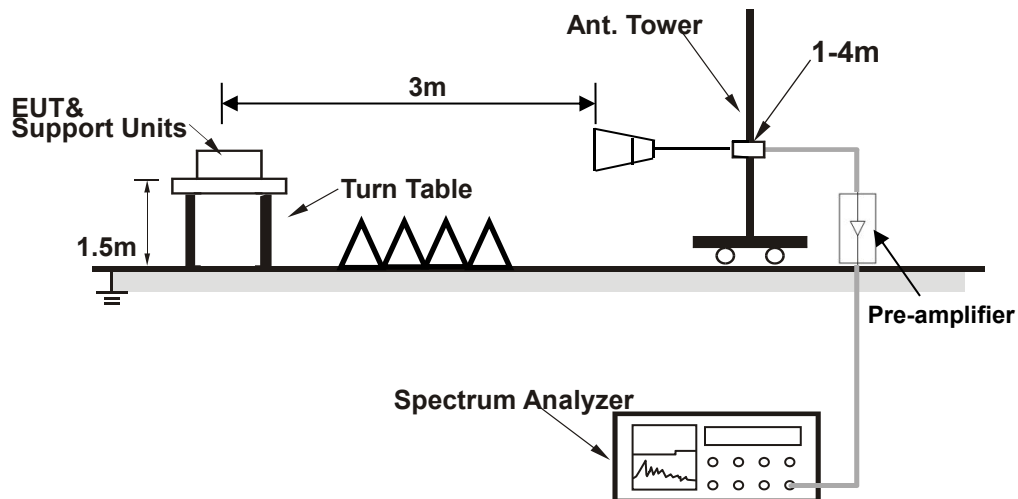 Ant. Tower
1-4m
3m
EUT&
Support Units
Turn Table
1.5m
Pre-amplifier
Spectrum Analyzer